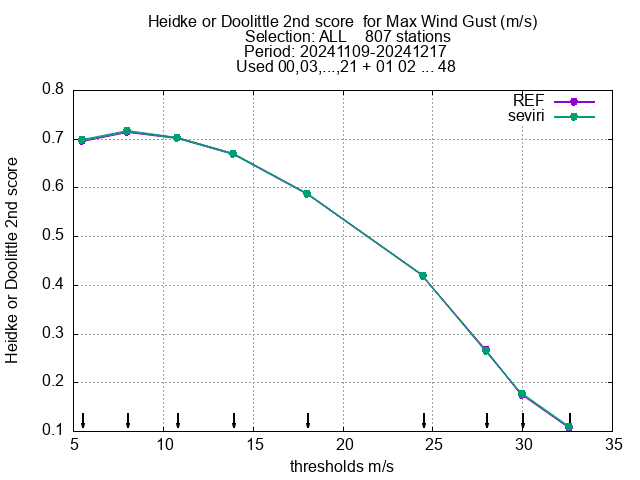 Heidke or Doolittle 2nd score  for Max Wind Gust (m/s)
Selection: ALL    807 stations
Period: 20241109-20241217
Used 00,03,...,21 + 01 02 ... 48
REF
seviri
Heidke or Doolittle 2nd score
0.8
0.7
0.6
0.5
0.4
0.3
0.2
0.1
5 10 15 20 25 30 35
thresholds m/s